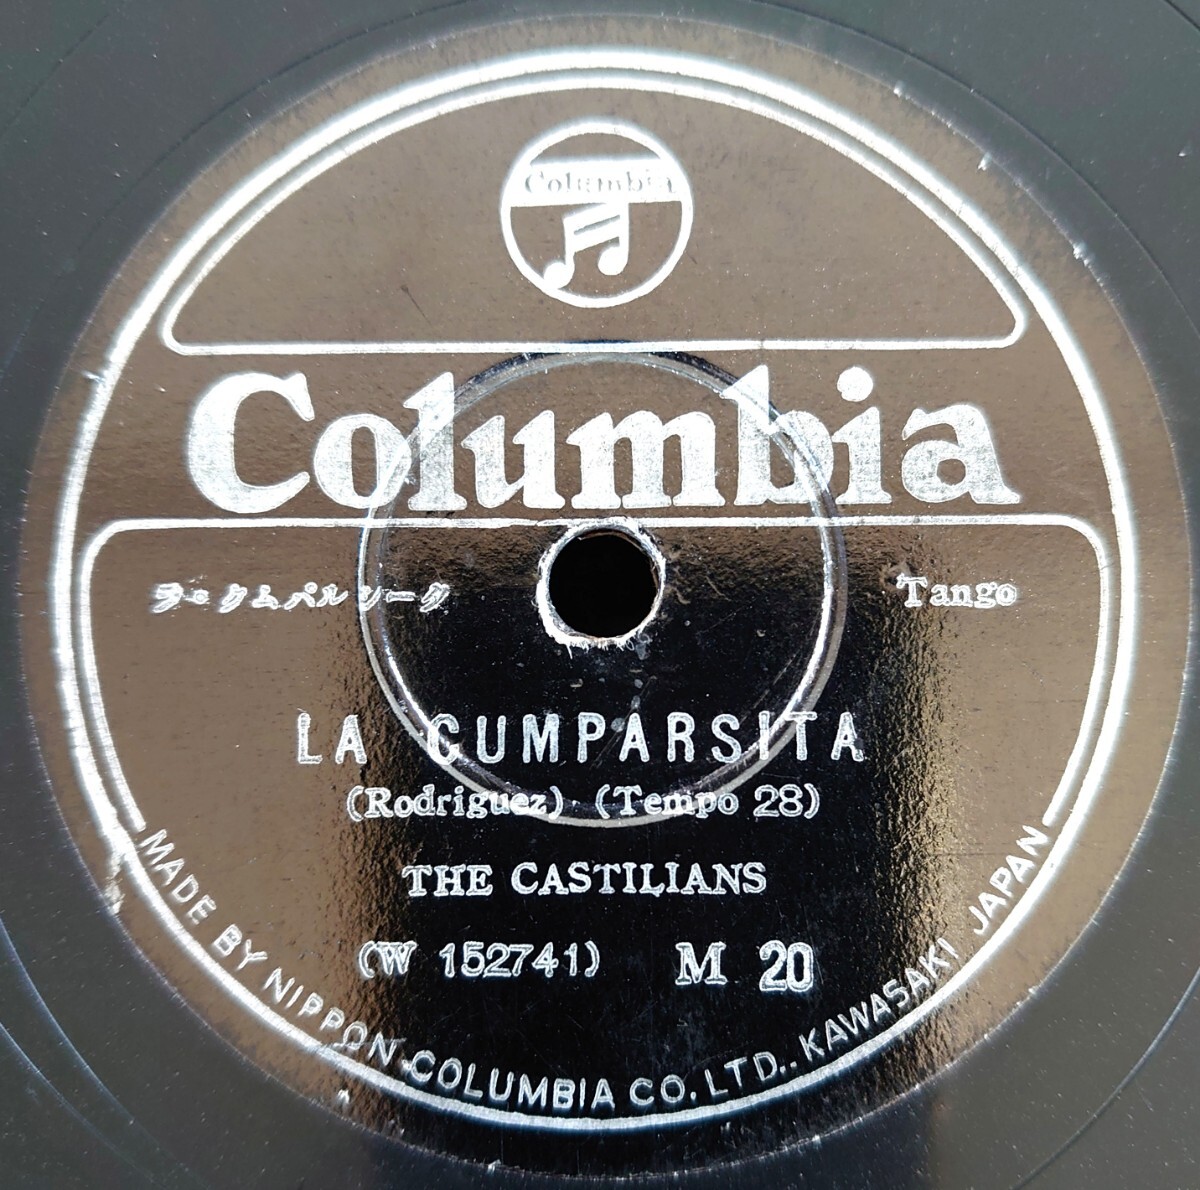 Columbia
Columbia
ラ・クムパルシータ
Tango
LA CUMPARSITA
(Rodriguez) (Tempo 28)
THE CASTILIANS
(W 152741) M 20
MADE BY NIPPON COLUMBIA CO. LTD., KAWASAKI JAPAN